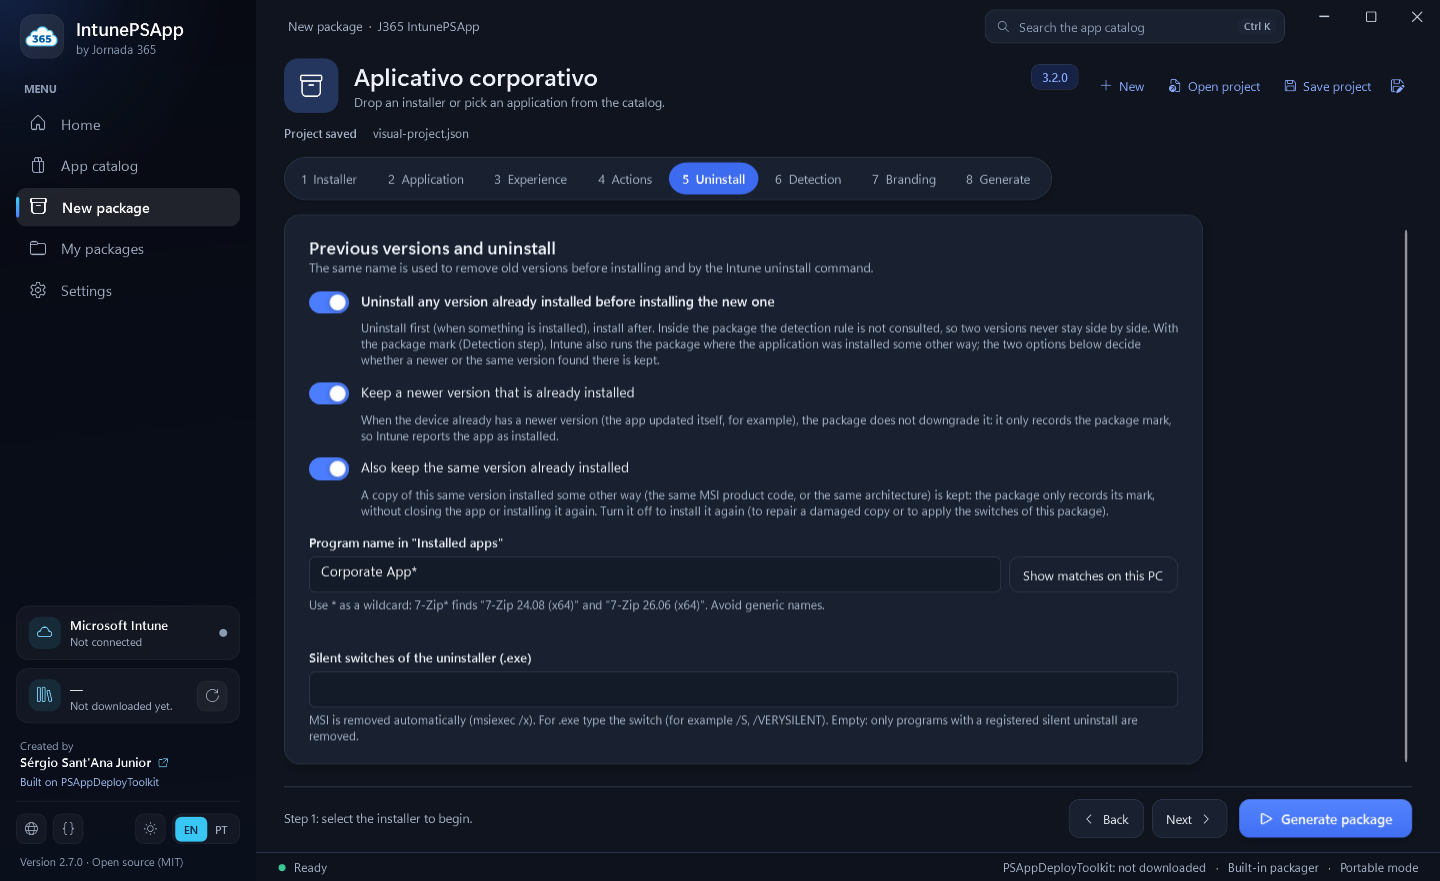 365
IntunePSApp
by Jornada 365
MENU
Home
App catalog
New package
My packages
Settings
Microsoft Intune
Not connected
—
Not downloaded yet.
Created by
Sérgio Sant'Ana Junior
Built on PSAppDeployToolkit
{}
EN PT
Version 2.7.0 · Open source (MIT)
New package · J365 IntunePSApp
Search the app catalog Ctrl K
Aplicativo corporativo
Drop an installer or pick an application from the catalog.
3.2.0
New
Open project
Save project
Project saved visual-project.json
1 Installer
2 Application
3 Experience
4 Actions
5 Uninstall
6 Detection
7 Branding
8 Generate
Previous versions and uninstall
The same name is used to remove old versions before installing and by the Intune uninstall command.
Uninstall any version already installed before installing the new one
Uninstall first (when something is installed), install after. Inside the package the detection rule is not consulted, so two versions never stay side by side. With
the package mark (Detection step), Intune also runs the package where the application was installed some other way; the two options below decide
whether a newer or the same version found there is kept.
Keep a newer version that is already installed
When the device already has a newer version (the app updated itself, for example), the package does not downgrade it: it only records the package mark,
so Intune reports the app as installed.
Also keep the same version already installed
A copy of this same version installed some other way (the same MSI product code, or the same architecture) is kept: the package only records its mark,
without closing the app or installing it again. Turn it off to install it again (to repair a damaged copy or to apply the switches of this package).
Program name in "Installed apps"
Corporate App*
Show matches on this PC
Use * as a wildcard: 7-Zip* finds "7-Zip 24.08 (x64)" and "7-Zip 26.06 (x64)". Avoid generic names.
Silent switches of the uninstaller (.exe)
MSI is removed automatically (msiexec /x). For .exe type the switch (for example /S, /VERYSILENT). Empty: only programs with a registered silent uninstall are
removed.
Step 1: select the installer to begin.
Back
Next
Generate package
Ready
PSAppDeployToolkit: not downloaded · Built-in packager · Portable mode